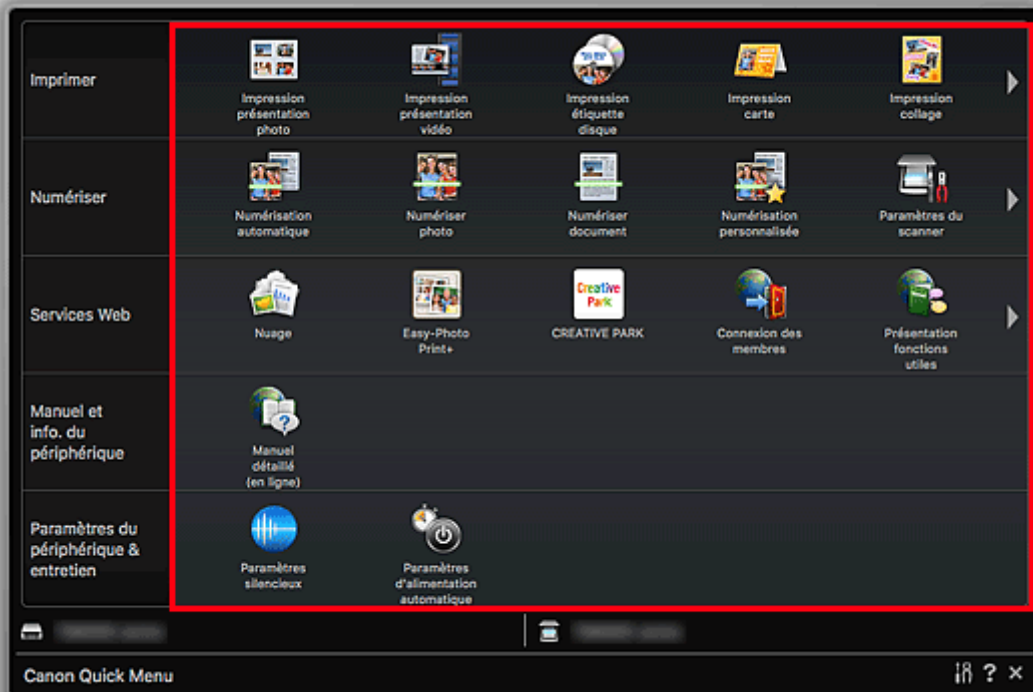 Imprimer
Impression
présentation
photo
Impression
présentation
vidéo
Impression
étiquette
disque
Impression
carte
Impression
collage
Numériser
Numérisation
automatique
Numériser
photo
Numériser
document
Numérisation
personnalisée
Paramètres du
scanner
Services Web
Nuage
Easy-Photo
Print+
Creative
Park
CREATIVE PARK
Connexion des
membres
Présentation
fonctions
utiles
Manuel et
info. du
périphérique
Manuel
détaillé
(en ligne)
Paramètres du
périphérique &
entretien
Paramètres
silencieux
Paramètres
d'alimentation
automatique
Canon Quick Menu